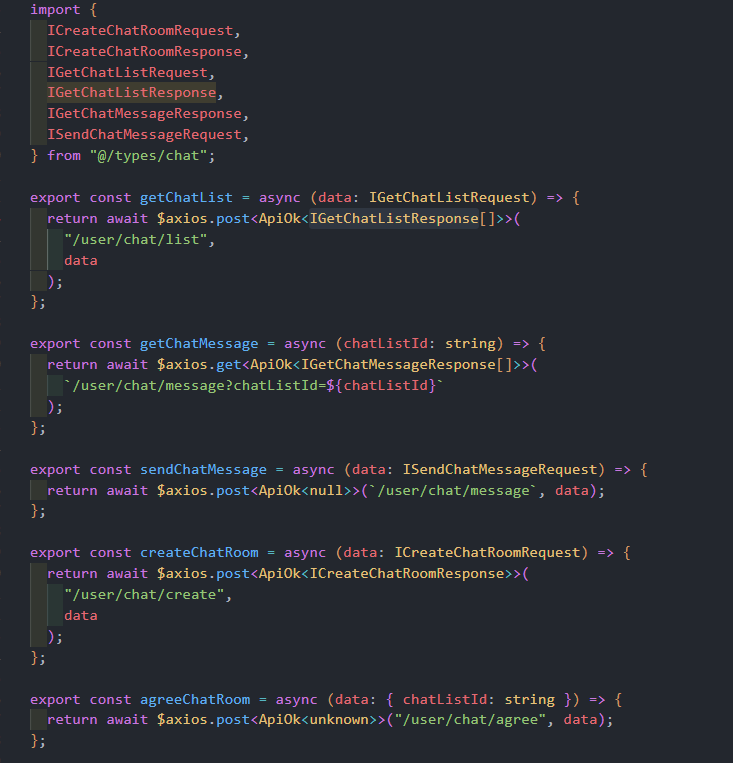 import {
  ICreateChatRoomRequest,
  ICreateChatRoomResponse,
  IGetChatListRequest,
  IGetChatListResponse,
  IGetChatMessageResponse,
  ISendChatMessageRequest,
} from "@/types/chat";

export const getChatList = async (data: IGetChatListRequest) => {
  return await $axios.post<ApiOk<IGetChatListResponse[]>>(
    "/user/chat/list",
    data
  );
};

export const getChatMessage = async (chatListId: string) => {
  return await $axios.get<ApiOk<IGetChatMessageResponse[]>>(
    `/user/chat/message?chatListId=${chatListId}`
  );
};

export const sendChatMessage = async (data: ISendChatMessageRequest) => {
  return await $axios.post<ApiOk<null>>(`/user/chat/message`, data);
};

export const createChatRoom = async (data: ICreateChatRoomRequest) => {
  return await $axios.post<ApiOk<ICreateChatRoomResponse>>(
    "/user/chat/create",
    data
  );
};

export const agreeChatRoom = async (data: { chatListId: string }) => {
  return await $axios.post<ApiOk<unknown>>("/user/chat/agree", data);
};